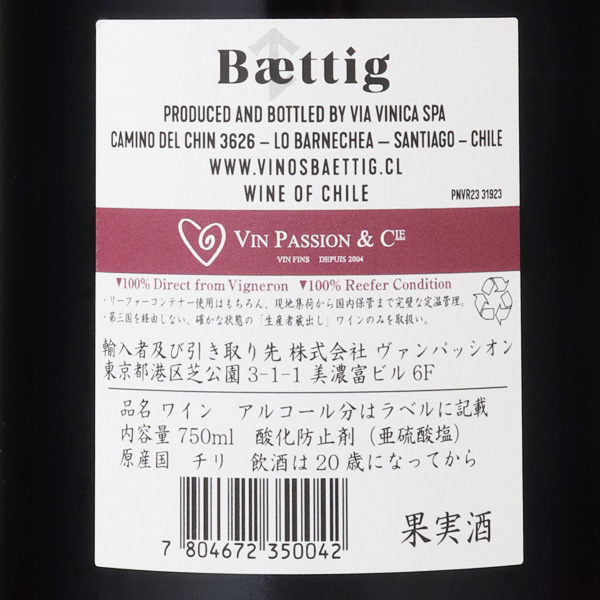 Bættig
PRODUCED AND BOTTLED BY VIA VINICA SPA
CAMINO DEL CHIN 3626 – LO BARNECHEA – SANTIAGO – CHILE
WWW.VINOSBAETTIG.CL
WINE OF CHILE
PNVR23 31923
VIN PASSION & CIE
VIN FINS DEPUIS 2004
▼100% Direct from Vigneron ▼100% Reefer Condition
・リーファーコンテナー使用はもちろん、現地集荷から国内保管まで完璧な定温管理。
・第三国を経由しない、確かな状態の「生産者蔵出し」ワインのみを取扱い。
輸入者及び引き取り先 株式会社 ヴァンパッシオン
東京都港区芝公園 3-1-1 美濃富ビル 6F
品名 ワイン アルコール分はラベルに記載
内容量 750ml 酸化防止剤（亜硫酸塩）
原産国 チリ 飲酒は 20 歳になってから
7 804672 350042
果実酒